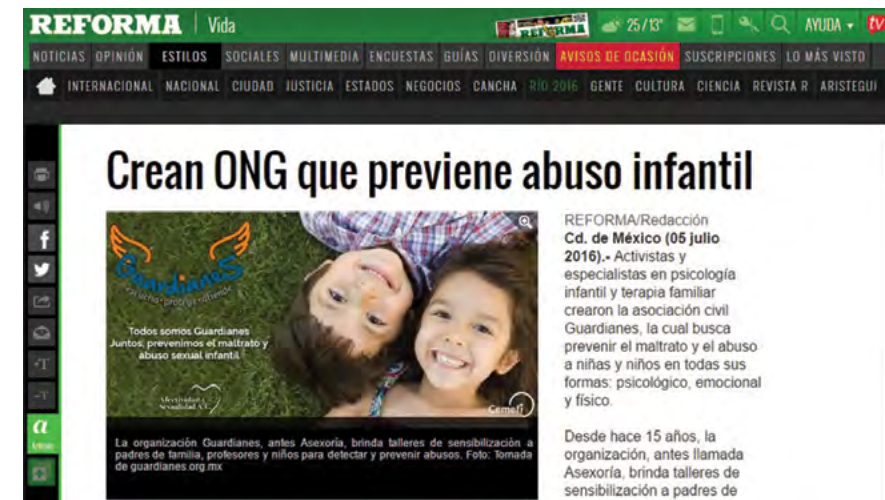 REFORMA Vida
REFORMA 25/13° AYUDA tv
NOTICIAS OPINIÓN ESTILOS SOCIALES MULTIMEDIA ENCUESTAS GUÍAS DIVERSIÓN AVISOS DE OCASIÓN SUSCRIPCIONES LO MÁS VISTO
INTERNACIONAL NACIONAL CIUDAD JUSTICIA ESTADOS NEGOCIOS CANCHA RÍO 2016 GENTE CULTURA CIENCIA REVISTA R ARISTEGUI
Crean ONG que previene abuso infantil
Guardianes
escucha • protege • atiende
Todos somos Guardianes
Juntos, prevenimos el maltrato y
abuso sexual infantil
Afectividad y
Sexualidad A.C.
Cemefi
La organización Guardianes, antes Asexoría, brinda talleres de sensibilización a
padres de familia, profesores y niños para detectar y prevenir abusos. Foto: Tomada
de guardianes.org.mx
REFORMA/Redacción
Cd. de México (05 julio
2016).- Activistas y
especialistas en psicología
infantil y terapia familiar
crearon la asociación civil
Guardianes, la cual busca
prevenir el maltrato y el abuso
a niñas y niños en todas sus
formas: psicológico, emocional
y físico.
Desde hace 15 años, la
organización, antes llamada
Asexoría, brinda talleres de
sensibilización a padres de
f
+T
-T
a